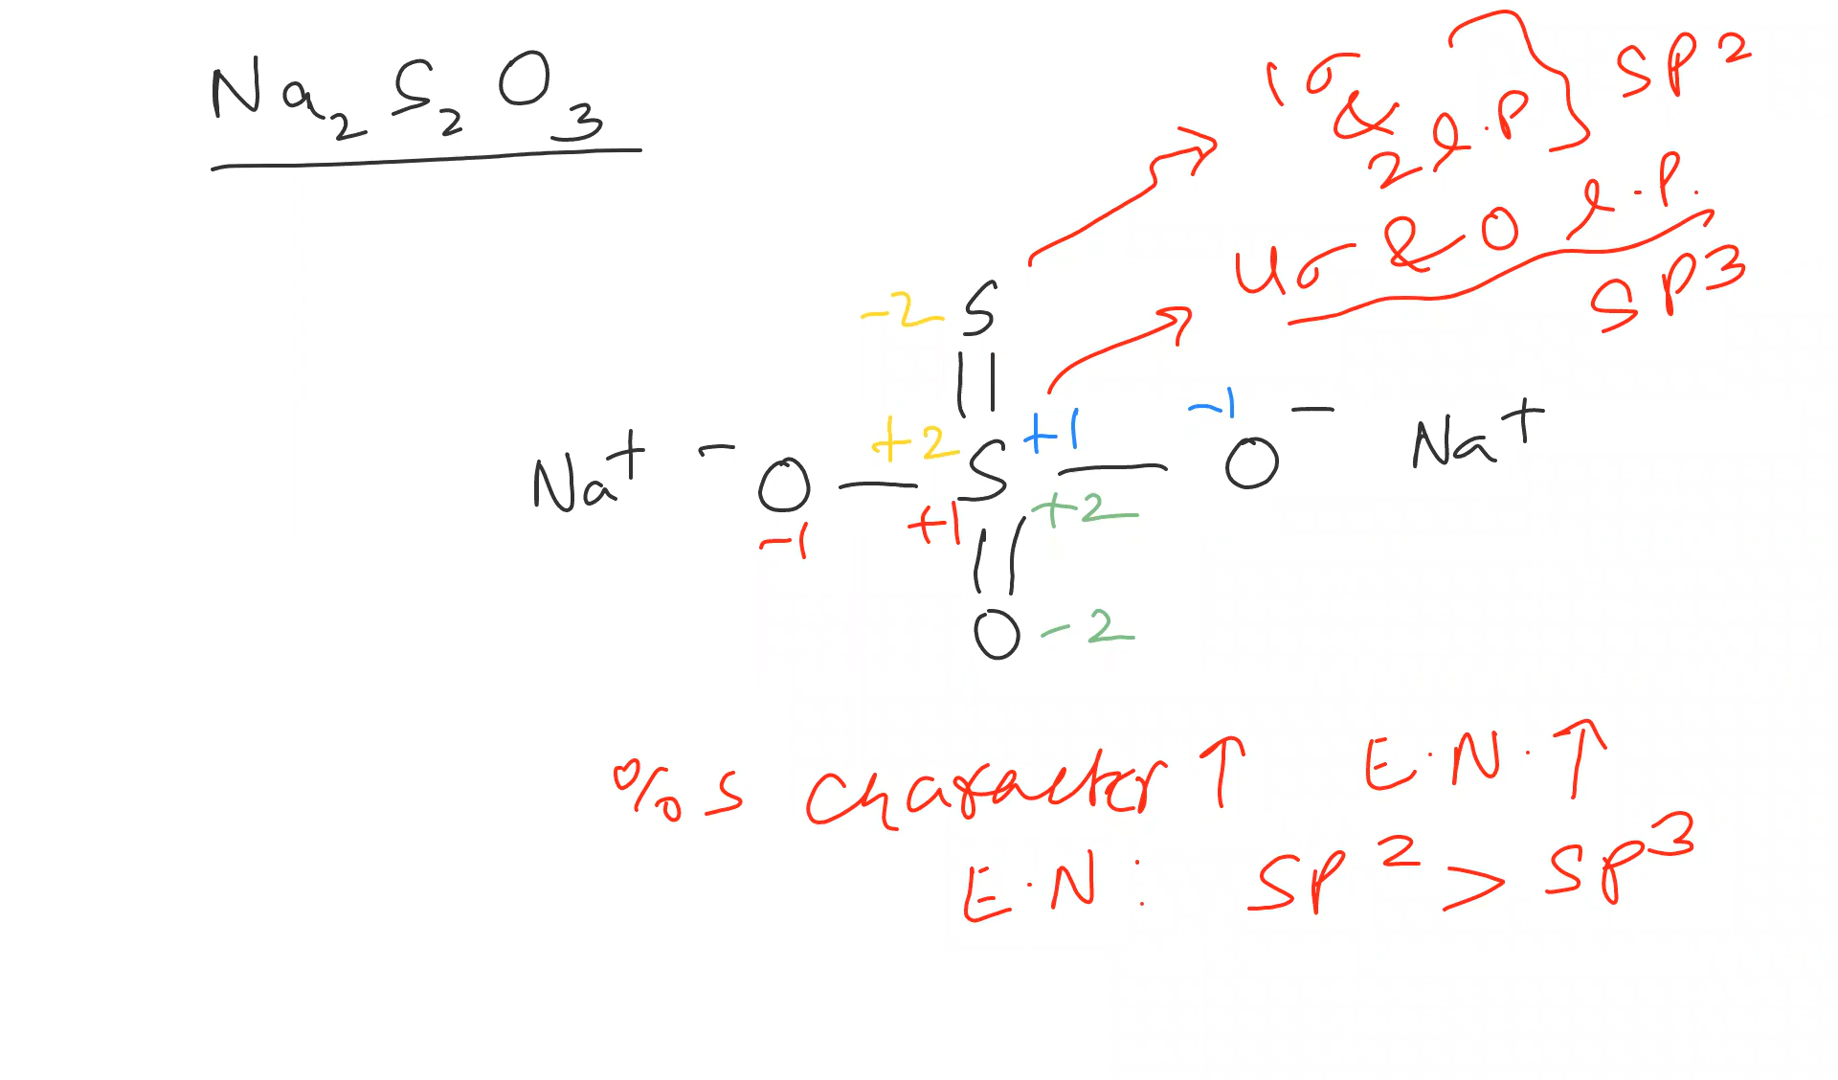 Na₂S₂O₃
1σ & 2 l.p } SP²
4σ & 0 l.p.
SP3
-2 S
Na⁺ ⁻O — S — O⁻ Na⁺
+2 +1 -1
-1 +1 +2
O -2
% s character ↑ E.N. ↑
E.N: SP² > SP³